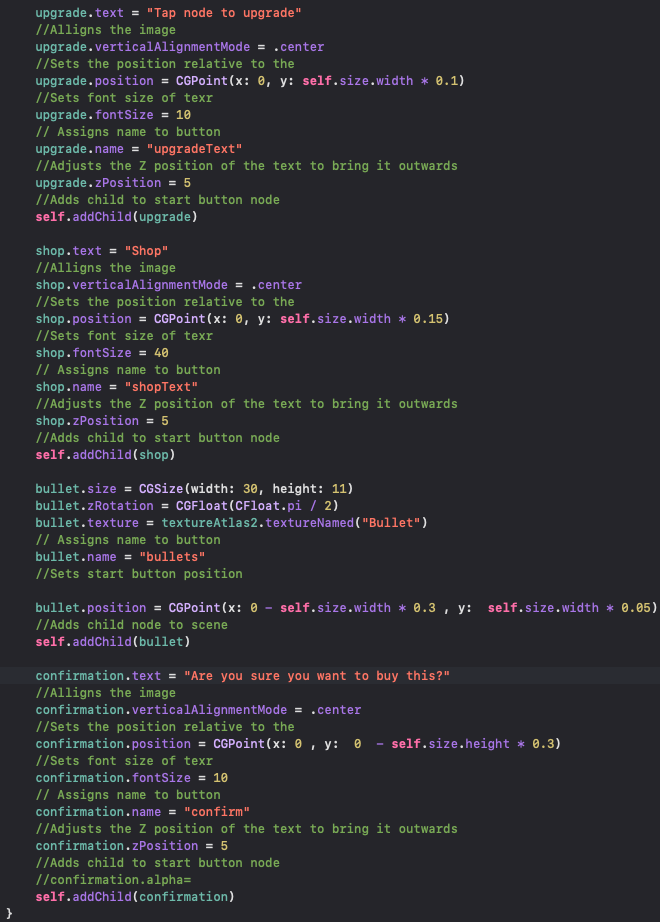 upgrade.text = "Tap node to upgrade"
//Alligns the image
upgrade.verticalAlignmentMode = .center
//Sets the position relative to the
upgrade.position = CGPoint(x: 0, y: self.size.width * 0.1)
//Sets font size of texr
upgrade.fontSize = 10
// Assigns name to button
upgrade.name = "upgradeText"
//Adjusts the Z position of the text to bring it outwards
upgrade.zPosition = 5
//Adds child to start button node
self.addChild(upgrade)

shop.text = "Shop"
//Alligns the image
shop.verticalAlignmentMode = .center
//Sets the position relative to the
shop.position = CGPoint(x: 0, y: self.size.width * 0.15)
//Sets font size of texr
shop.fontSize = 40
// Assigns name to button
shop.name = "shopText"
//Adjusts the Z position of the text to bring it outwards
shop.zPosition = 5
//Adds child to start button node
self.addChild(shop)

bullet.size = CGSize(width: 30, height: 11)
bullet.zRotation = CGFloat(CFloat.pi / 2)
bullet.texture = textureAtlas2.textureNamed("Bullet")
// Assigns name to button
bullet.name = "bullets"
//Sets start button position

bullet.position = CGPoint(x: 0 - self.size.width * 0.3 , y:  self.size.width * 0.05)
//Adds child node to scene
self.addChild(bullet)

confirmation.text = "Are you sure you want to buy this?"
//Alligns the image
confirmation.verticalAlignmentMode = .center
//Sets the position relative to the
confirmation.position = CGPoint(x: 0 , y:  0  - self.size.height * 0.3)
//Sets font size of texr
confirmation.fontSize = 10
// Assigns name to button
confirmation.name = "confirm"
//Adjusts the Z position of the text to bring it outwards
confirmation.zPosition = 5
//Adds child to start button node
//confirmation.alpha=
self.addChild(confirmation)
}